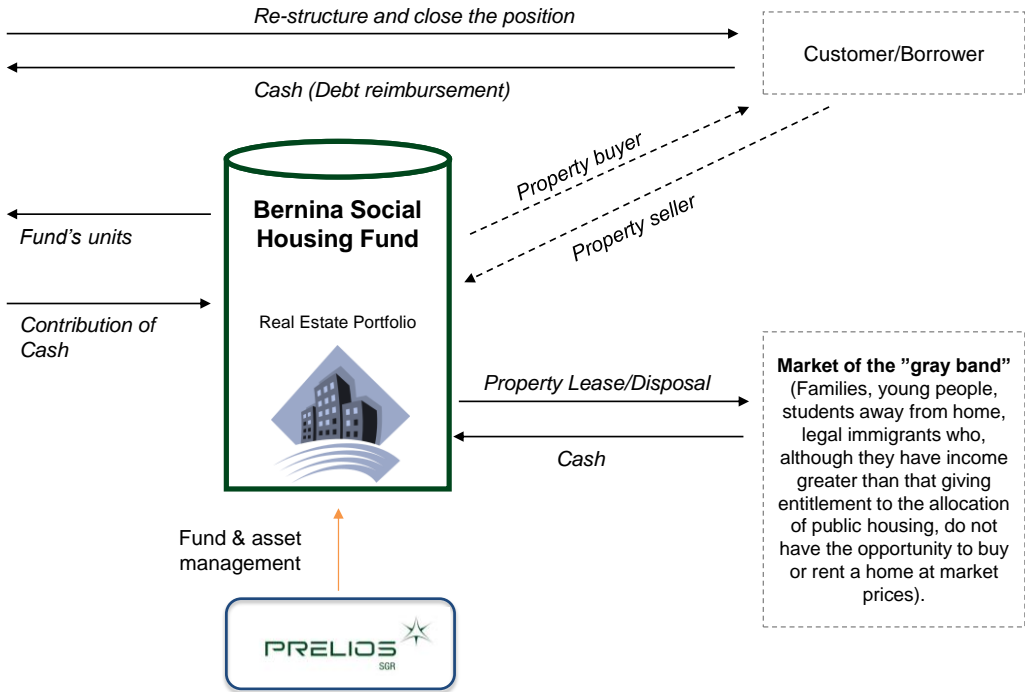 Re-structure and close the position
Customer/Borrower
Cash (Debt reimbursement)
Property buyer
Property seller
Bernina Social
Housing Fund
Fund's units
Real Estate Portfolio
Contribution of
Cash
Property Lease/Disposal
Cash
Market of the ”gray band”
(Families, young people,
students away from home,
legal immigrants who,
although they have income
greater than that giving
entitlement to the allocation
of public housing, do not
have the opportunity to buy
or rent a home at market
prices).
Fund & asset
management
PRELIOS
SGR